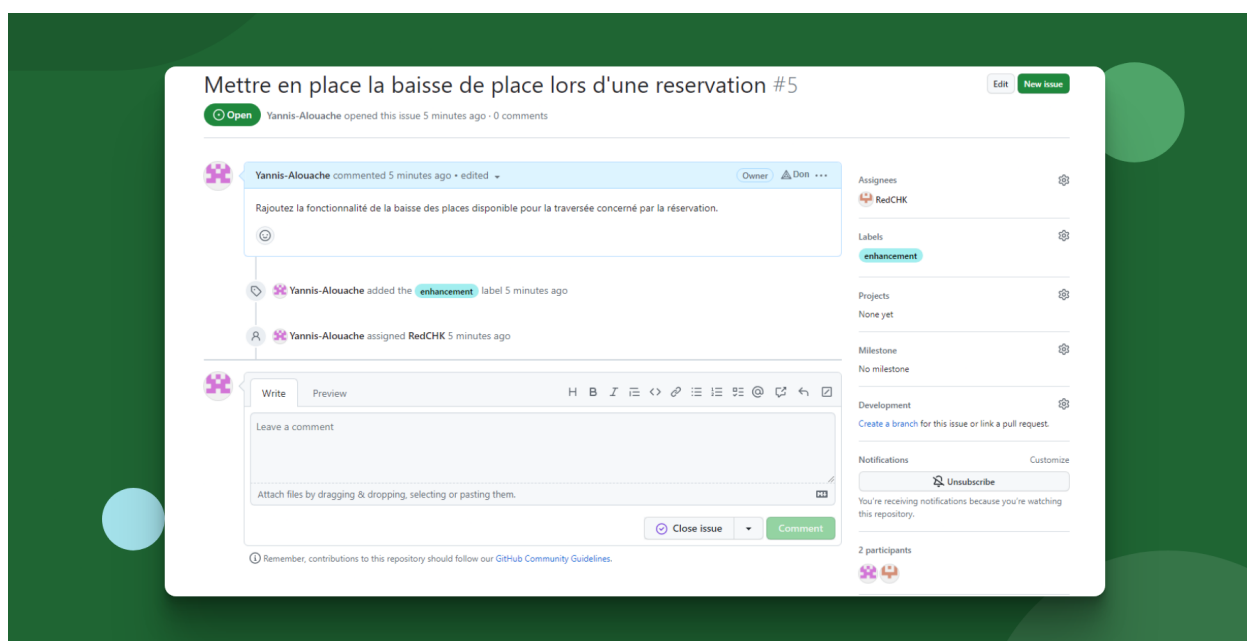 Mettre en place la baisse de place lors d'une reservation #5
Edit
New issue
Open
Yannis-Alouache opened this issue 5 minutes ago · 0 comments
Yannis-Alouache commented 5 minutes ago • edited
Owner
Don
Rajoutez la fonctionnalité de la baisse des places disponible pour la traversée concerné par la réservation.
Yannis-Alouache added the enhancement label 5 minutes ago
Yannis-Alouache assigned RedCHK 5 minutes ago
Write
Preview
H B I
Leave a comment
Attach files by dragging & dropping, selecting or pasting them.
Close issue
Comment
Remember, contributions to this repository should follow our GitHub Community Guidelines.
Assignees
RedCHK
Labels
enhancement
Projects
None yet
Milestone
No milestone
Development
Create a branch for this issue or link a pull request.
Notifications
Customize
Unsubscribe
You're receiving notifications because you're watching
this repository.
2 participants